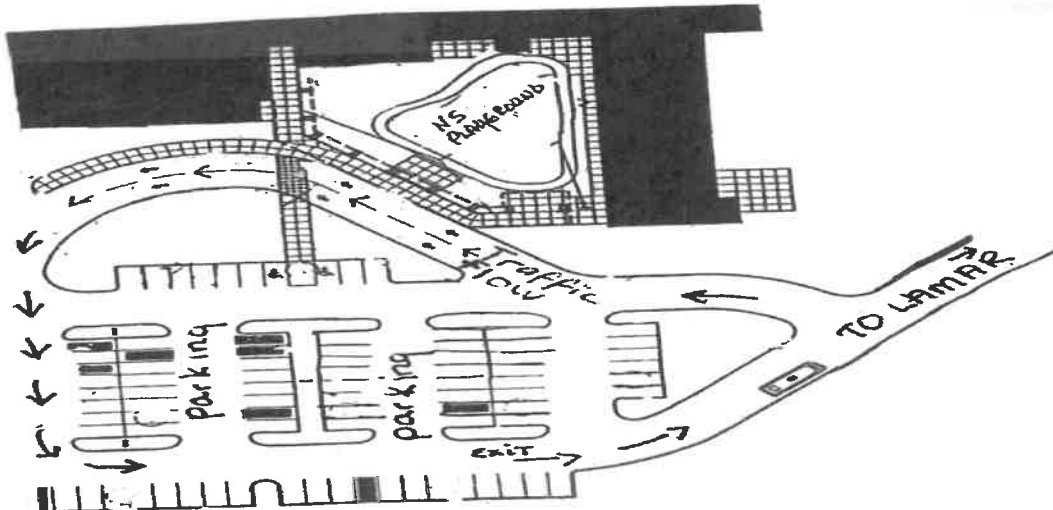 NS
PLAYGROUND
Traffic
flow
TO LAMAR
parking
parking
exit